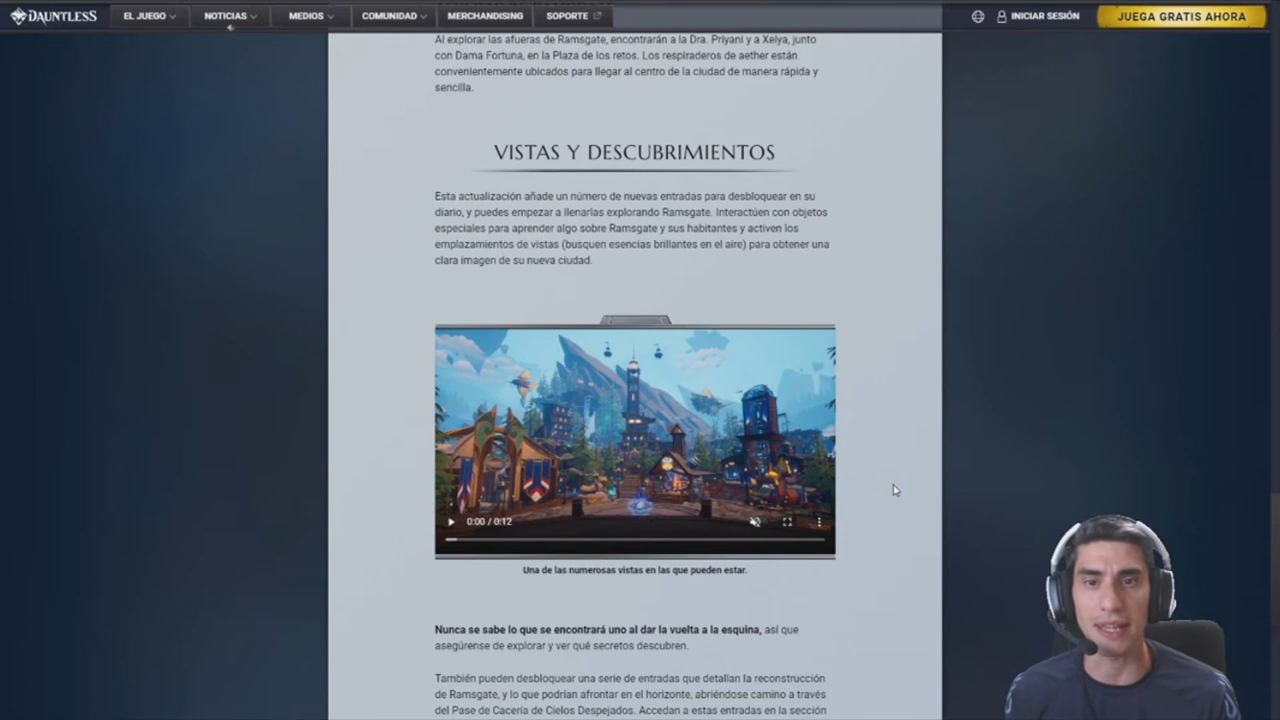 DAUNTLESS
EL JUEGO
NOTICIAS
MEDIOS
COMUNIDAD
MERCHANDISING
SOPORTE
INICIAR SESIÓN
JUEGA GRATIS AHORA
Al explorar las afueras de Ramsgate, encontrarán a la Dra. Priyani y a Xelya, junto
con Dama Fortuna, en la Plaza de los retos. Los respiraderos de aether están
convenientemente ubicados para llegar al centro de la ciudad de manera rápida y
sencilla.
VISTAS Y DESCUBRIMIENTOS
Esta actualización añade un número de nuevas entradas para desbloquear en su
diario, y puedes empezar a llenarlas explorando Ramsgate. Interactúen con objetos
especiales para aprender algo sobre Ramsgate y sus habitantes y activen los
emplazamientos de vistas (busquen esencias brillantes en el aire) para obtener una
clara imagen de su nueva ciudad.
0:00 / 0:12
Una de las numerosas vistas en las que pueden estar.
Nunca se sabe lo que se encontrará uno al dar la vuelta a la esquina, así que
asegúrense de explorar y ver qué secretos descubren.
También pueden desbloquear una serie de entradas que detallan la reconstrucción
de Ramsgate, y lo que podrían afrontar en el horizonte, abriéndose camino a través
del Pase de Cacería de Cielos Despejados. Accedan a estas entradas en la sección